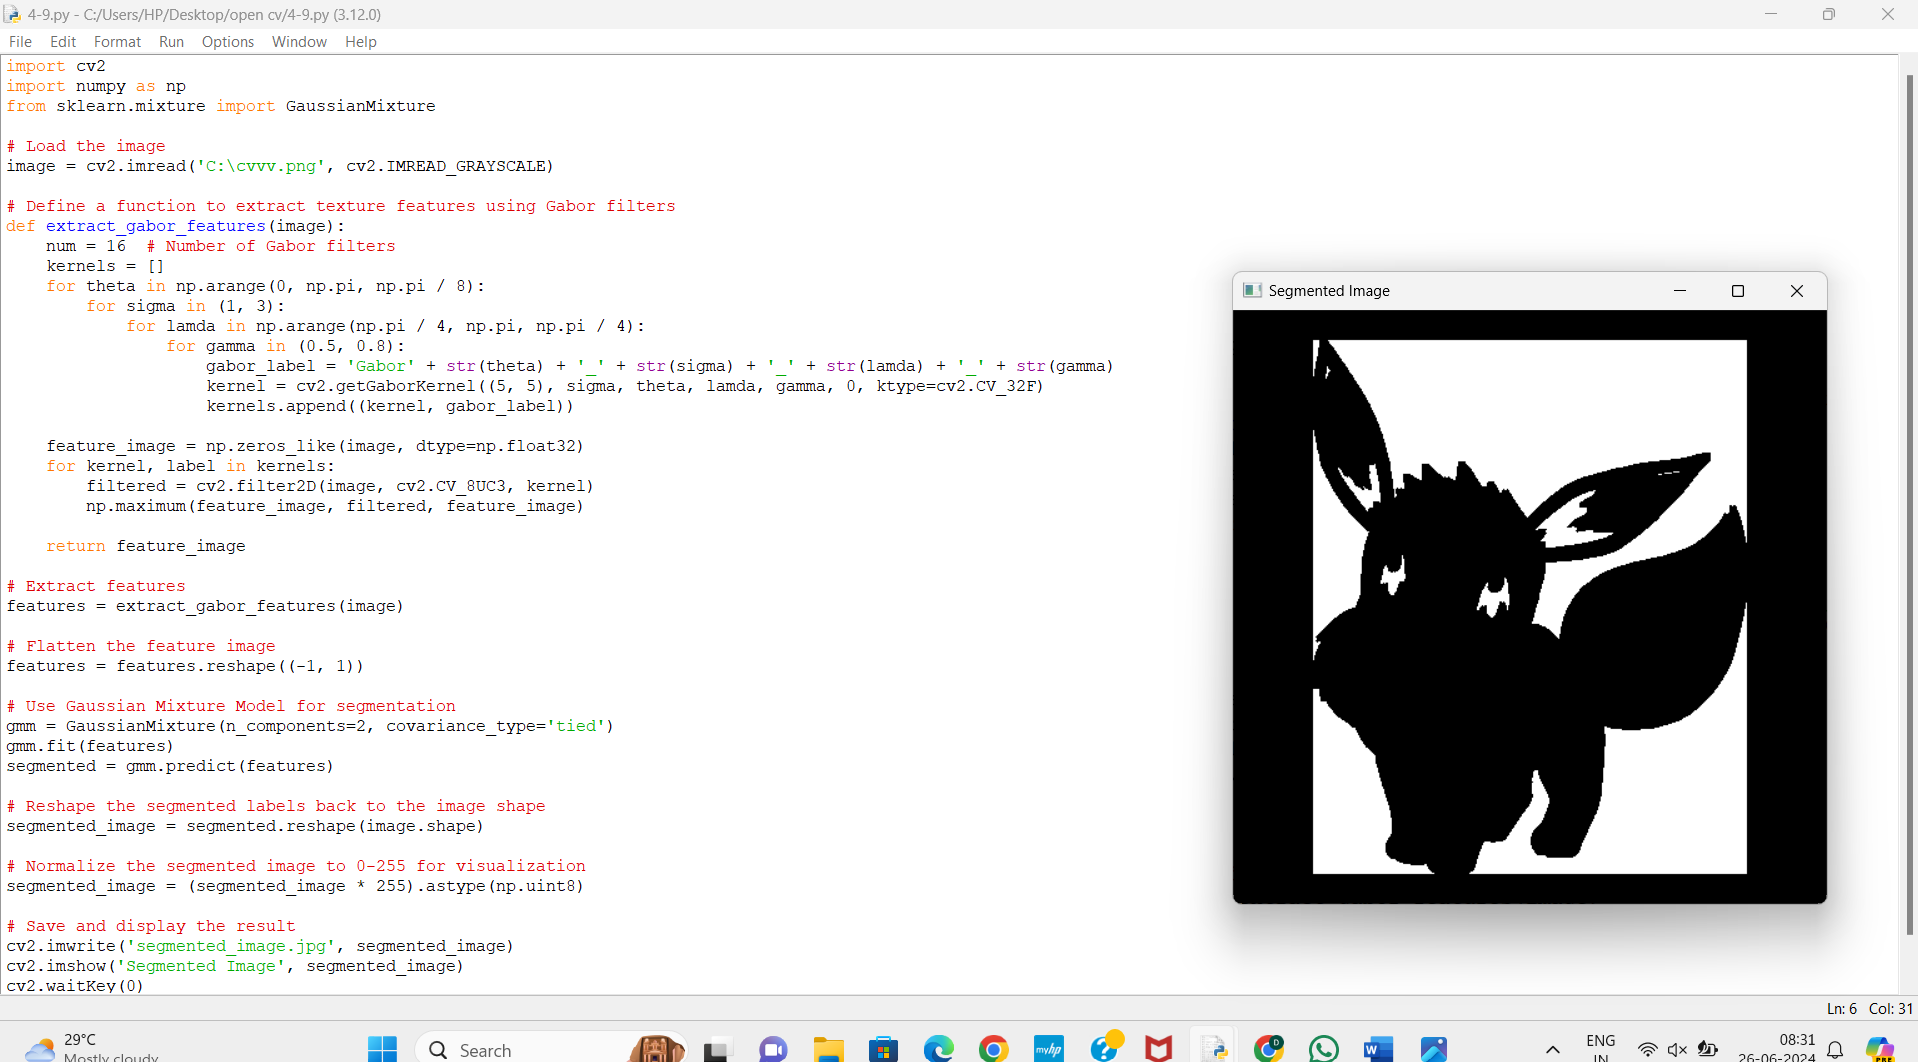 4-9.py - C:/Users/HP/Desktop/open cv/4-9.py (3.12.0)
File Edit Format Run Options Window Help
import cv2
import numpy as np
from sklearn.mixture import GaussianMixture
# Load the image
image = cv2.imread('C:\cvvv.png', cv2.IMREAD_GRAYSCALE)
# Define a function to extract texture features using Gabor filters
def extract_gabor_features(image):
    num = 16  # Number of Gabor filters
    kernels = []
    for theta in np.arange(0, np.pi, np.pi / 8):
        for sigma in (1, 3):
            for lamda in np.arange(np.pi / 4, np.pi, np.pi / 4):
                for gamma in (0.5, 0.8):
                    gabor_label = 'Gabor' + str(theta) + '_' + str(sigma) + '_' + str(lamda) + '_' + str(gamma)
                    kernel = cv2.getGaborKernel((5, 5), sigma, theta, lamda, gamma, 0, ktype=cv2.CV_32F)
                    kernels.append((kernel, gabor_label))
    feature_image = np.zeros_like(image, dtype=np.float32)
    for kernel, label in kernels:
        filtered = cv2.filter2D(image, cv2.CV_8UC3, kernel)
        np.maximum(feature_image, filtered, feature_image)
    return feature_image
# Extract features
features = extract_gabor_features(image)
# Flatten the feature image
features = features.reshape((-1, 1))
# Use Gaussian Mixture Model for segmentation
gmm = GaussianMixture(n_components=2, covariance_type='tied')
gmm.fit(features)
segmented = gmm.predict(features)
# Reshape the segmented labels back to the image shape
segmented_image = segmented.reshape(image.shape)
# Normalize the segmented image to 0-255 for visualization
segmented_image = (segmented_image * 255).astype(np.uint8)
# Save and display the result
cv2.imwrite('segmented_image.jpg', segmented_image)
cv2.imshow('Segmented Image', segmented_image)
cv2.waitKey(0)
Segmented Image
Ln: 6 Col: 31
29°C
Mostly cloudy
Search
myhp
D
W
ENG
IN
08:31
26-06-2024
PRE